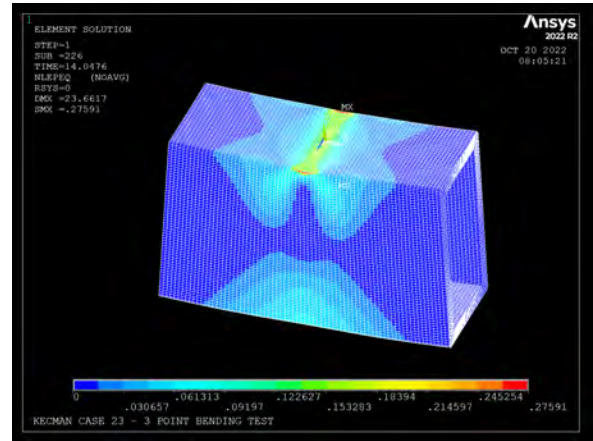 1
ELEMENT SOLUTION
STEP=1
SUB =226
TIME=14.0476
NLEPEQ (NOAVG)
RSYS=0
DMX =23.6617
SMX =.27591
Ansys
2022 R2
OCT 20 2022
08:05:21
MX
0 .061313 .122627 .18394 .245254
.030657 .09197 .153283 .214597 .27591
KECMAN CASE 23 - 3 POINT BENDING TEST